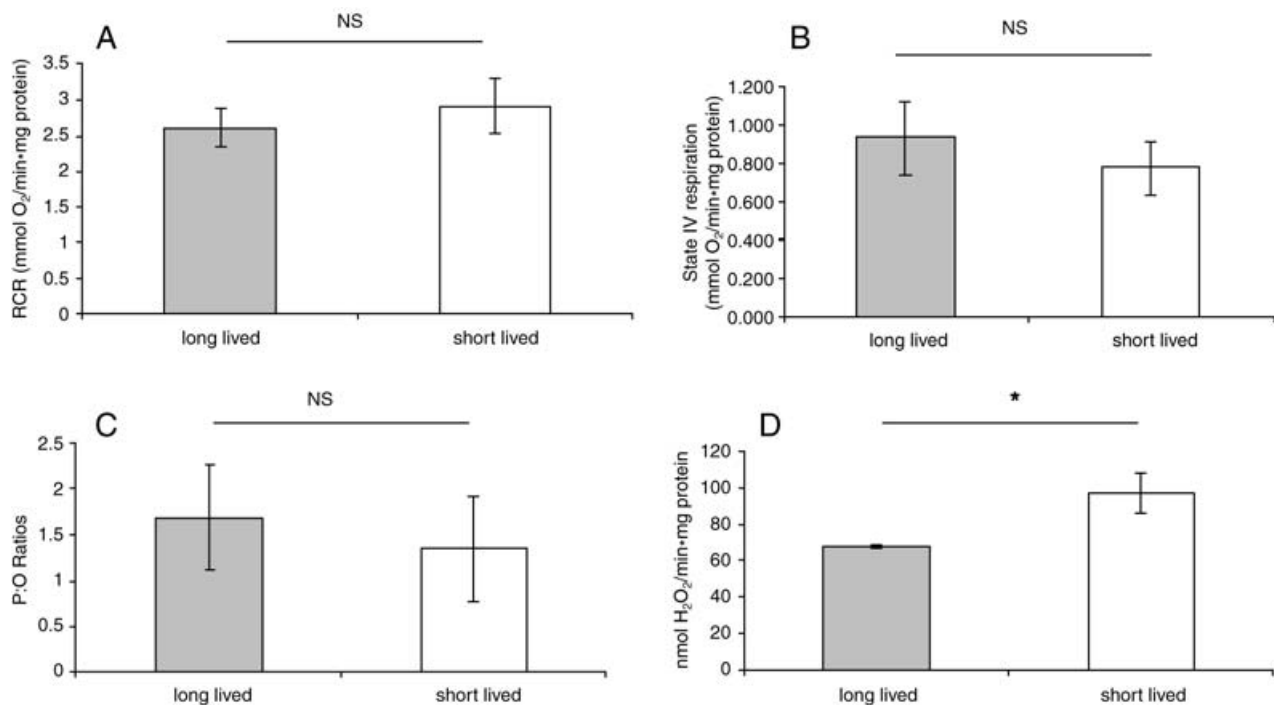 A
NS
RCR (mmol O₂/min•mg protein)
3.5
3
2.5
2
1.5
1
0.5
0
long lived
short lived
B
NS
State IV respiration
(mmol O₂/min•mg protein)
1.200
1.000
0.800
0.600
0.400
0.200
0.000
long lived
short lived
C
NS
P:O Ratios
2.5
2
1.5
1
0.5
0
long lived
short lived
D
*
nmol H₂O₂/min•mg protein
120
100
80
60
40
20
0
long lived
short lived